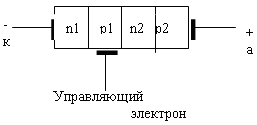 -
к
n1 p1 n2 p2
+
а
Управляющий
электрон